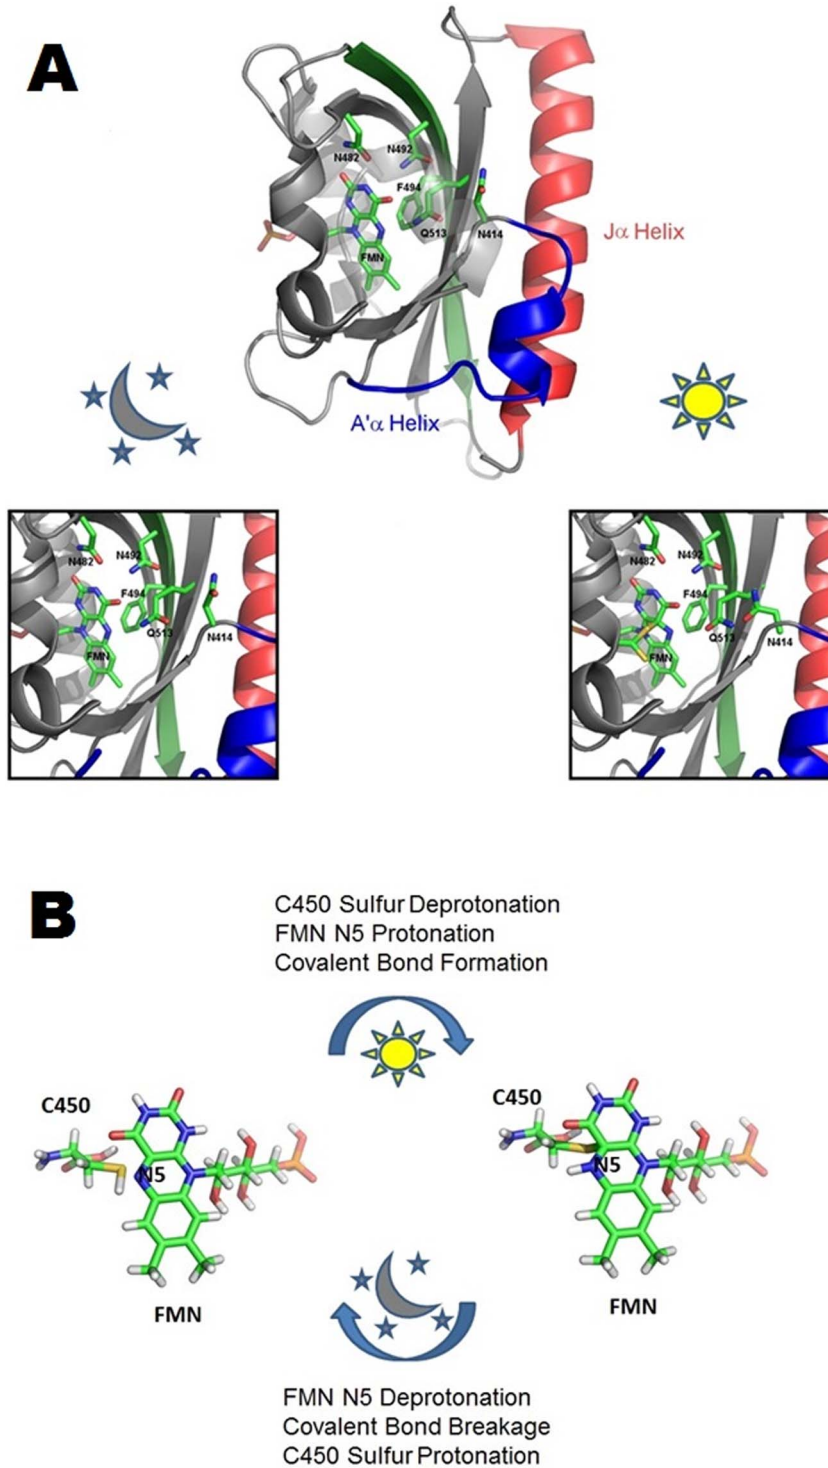 A
N482
N492
F494
Q513
N414
FMN
Jα Helix
A'α Helix
N482
N492
F494
Q513
N414
FMN
N482
N492
F494
Q513
N414
FMN
B
C450 Sulfur Deprotonation
FMN N5 Protonation
Covalent Bond Formation
C450
N5
FMN
C450
N5
FMN
FMN N5 Deprotonation
Covalent Bond Breakage
C450 Sulfur Protonation